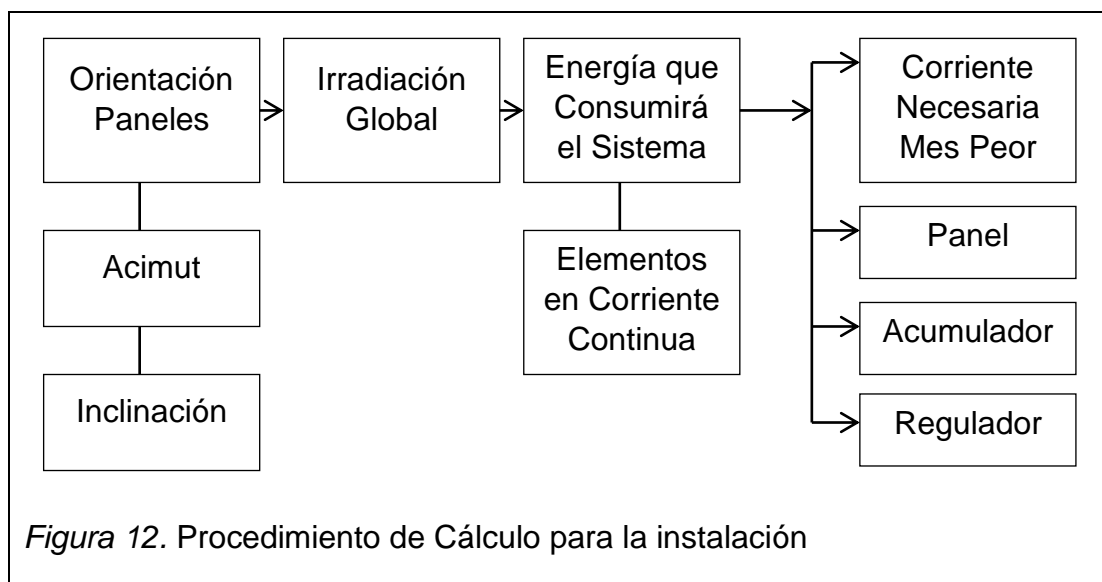 Orientación
Paneles
Irradiación
Global
Energía que
Consumirá
el Sistema
Corriente
Necesaria
Mes Peor
Acimut
Elementos
en Corriente
Continua
Panel
Inclinación
Acumulador
Regulador
Figura 12. Procedimiento de Cálculo para la instalación